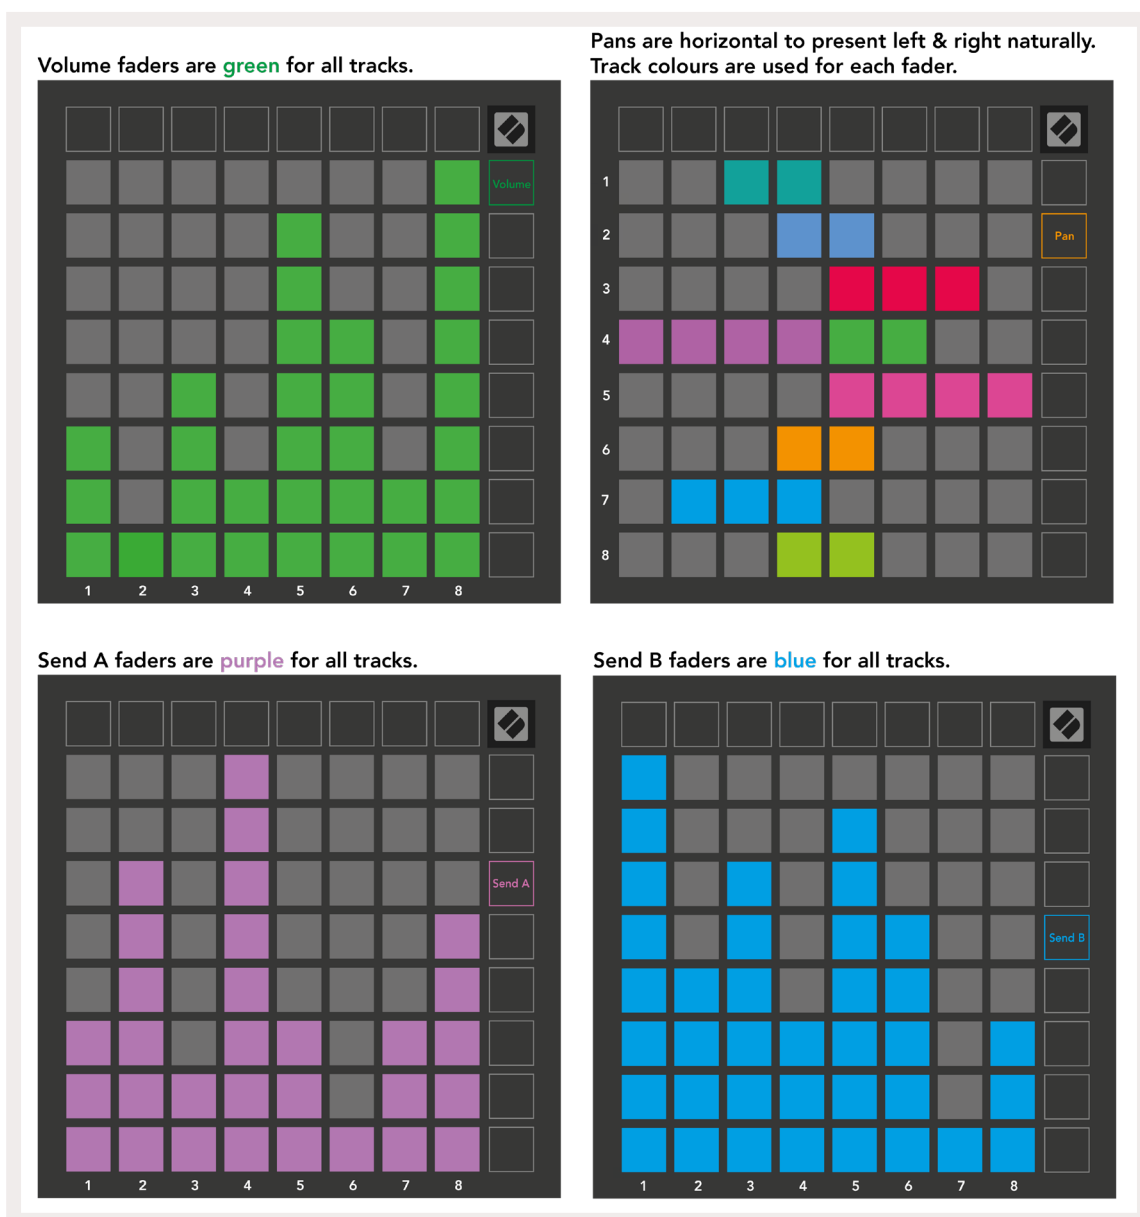 Volume faders are green for all tracks.
Pans are horizontal to present left & right naturally.
Track colours are used for each fader.
Volume
1 2 3 4 5 6 7 8
1
2
Pan
3
4
5
6
7
8
Send A faders are purple for all tracks.
Send A
1 2 3 4 5 6 7 8
Send B faders are blue for all tracks.
Send B
1 2 3 4 5 6 7 8